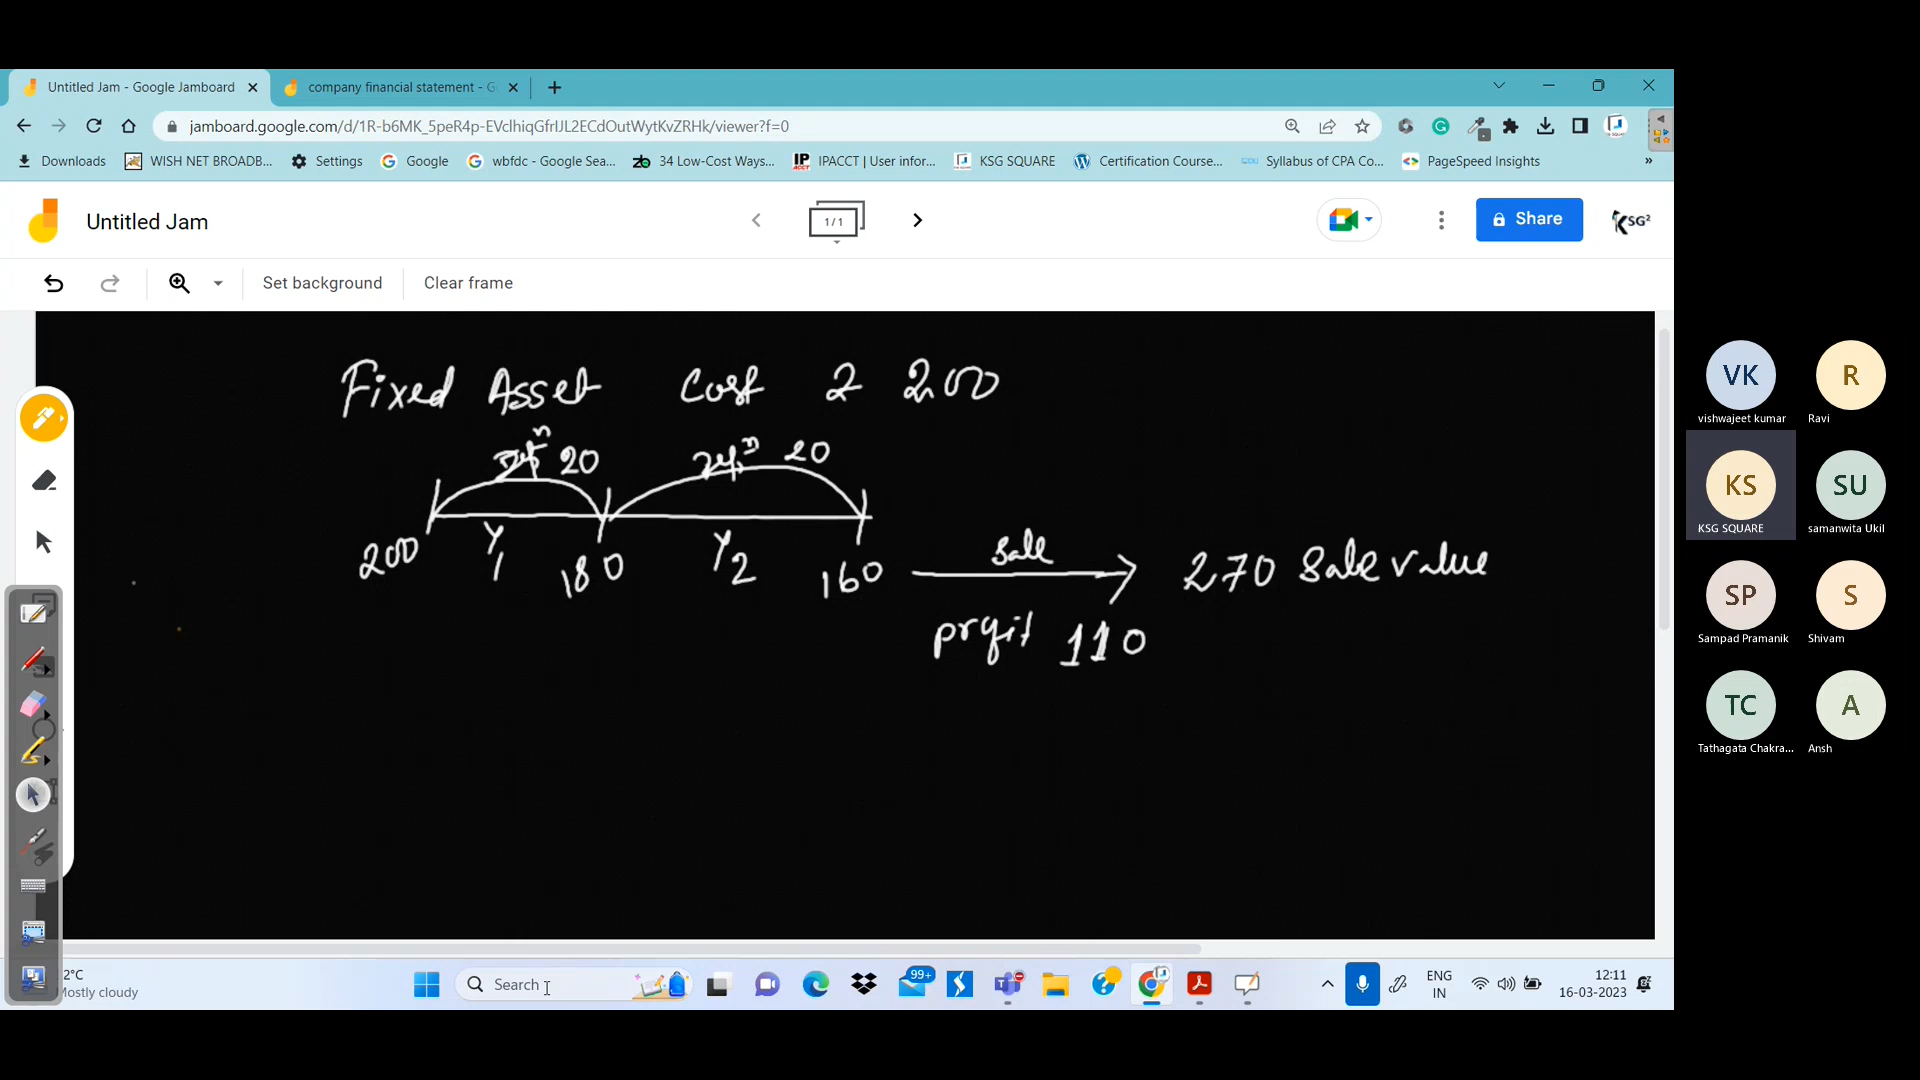 Untitled Jam - Google Jamboard
company financial statement - G
jamboard.google.com/d/1R-b6MK_5peR4p-EVclhiQGfrIJL2ECdOutWytKvZRHk/viewer?f=0
Downloads WISH NET BROADB... Settings Google wbfdc - Google Sea... 34 Low-Cost Ways... IPACCT | User infor... KSG SQUARE Certification Course... Syllabus of CPA Co... PageSpeed Insights »
Untitled Jam
1/1
Share
KSG²
Set background Clear frame
Fixed Asset Cost 2 200
20 20
200 Y1 180 Y2 160
sale
270 Sale value
profit 110
VK
vishwajeet kumar
R
Ravi
KS
KSG SQUARE
SU
samanwita Ukil
SP
Sampad Pramanik
S
Shivam
TC
Tathagata Chakra...
A
Ansh
2°C
Mostly cloudy
Search
99+
ENG
IN
12:11
16-03-2023